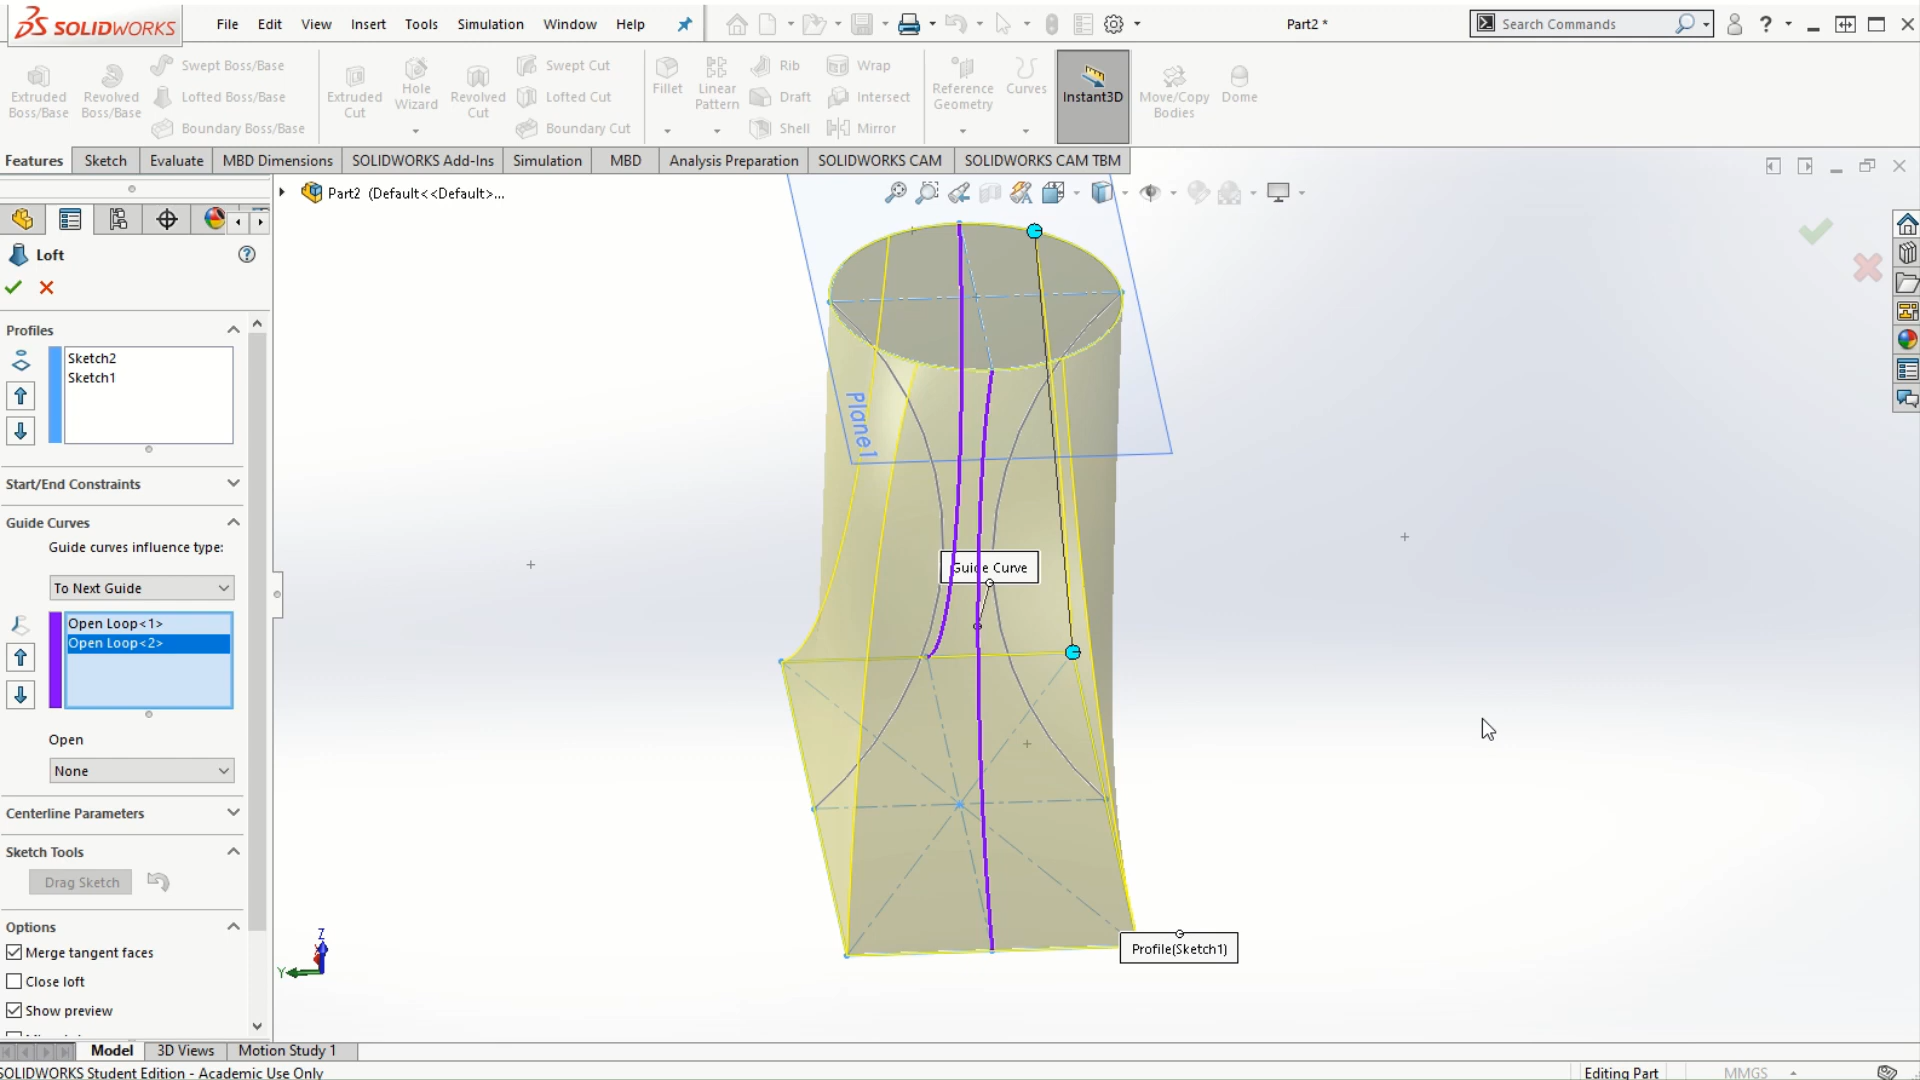 SOLIDWORKS
File Edit View Insert Tools Simulation Window Help
Part2 *
Search Commands
Extruded Boss/Base
Revolved Boss/Base
Swept Boss/Base
Lofted Boss/Base
Boundary Boss/Base
Extruded Cut
Hole Wizard
Revolved Cut
Swept Cut
Lofted Cut
Boundary Cut
Fillet
Linear Pattern
Rib
Draft
Shell
Wrap
Intersect
Mirror
Reference Geometry
Curves
Instant3D
Move/Copy Bodies
Dome
Features Sketch Evaluate MBD Dimensions SOLIDWORKS Add-Ins Simulation MBD Analysis Preparation SOLIDWORKS CAM SOLIDWORKS CAM TBM
Part2 (Default<<Default>...
Loft
Profiles
Sketch2
Sketch1
Start/End Constraints
Guide Curves
Guide curves influence type:
To Next Guide
Open Loop<1>
Open Loop<2>
Open
None
Centerline Parameters
Sketch Tools
Drag Sketch
Options
Merge tangent faces
Close loft
Show preview
Plane1
Guide Curve
Profile(Sketch1)
Z
Y
Model 3D Views Motion Study 1
SOLIDWORKS Student Edition - Academic Use Only
Editing Part
MMGS